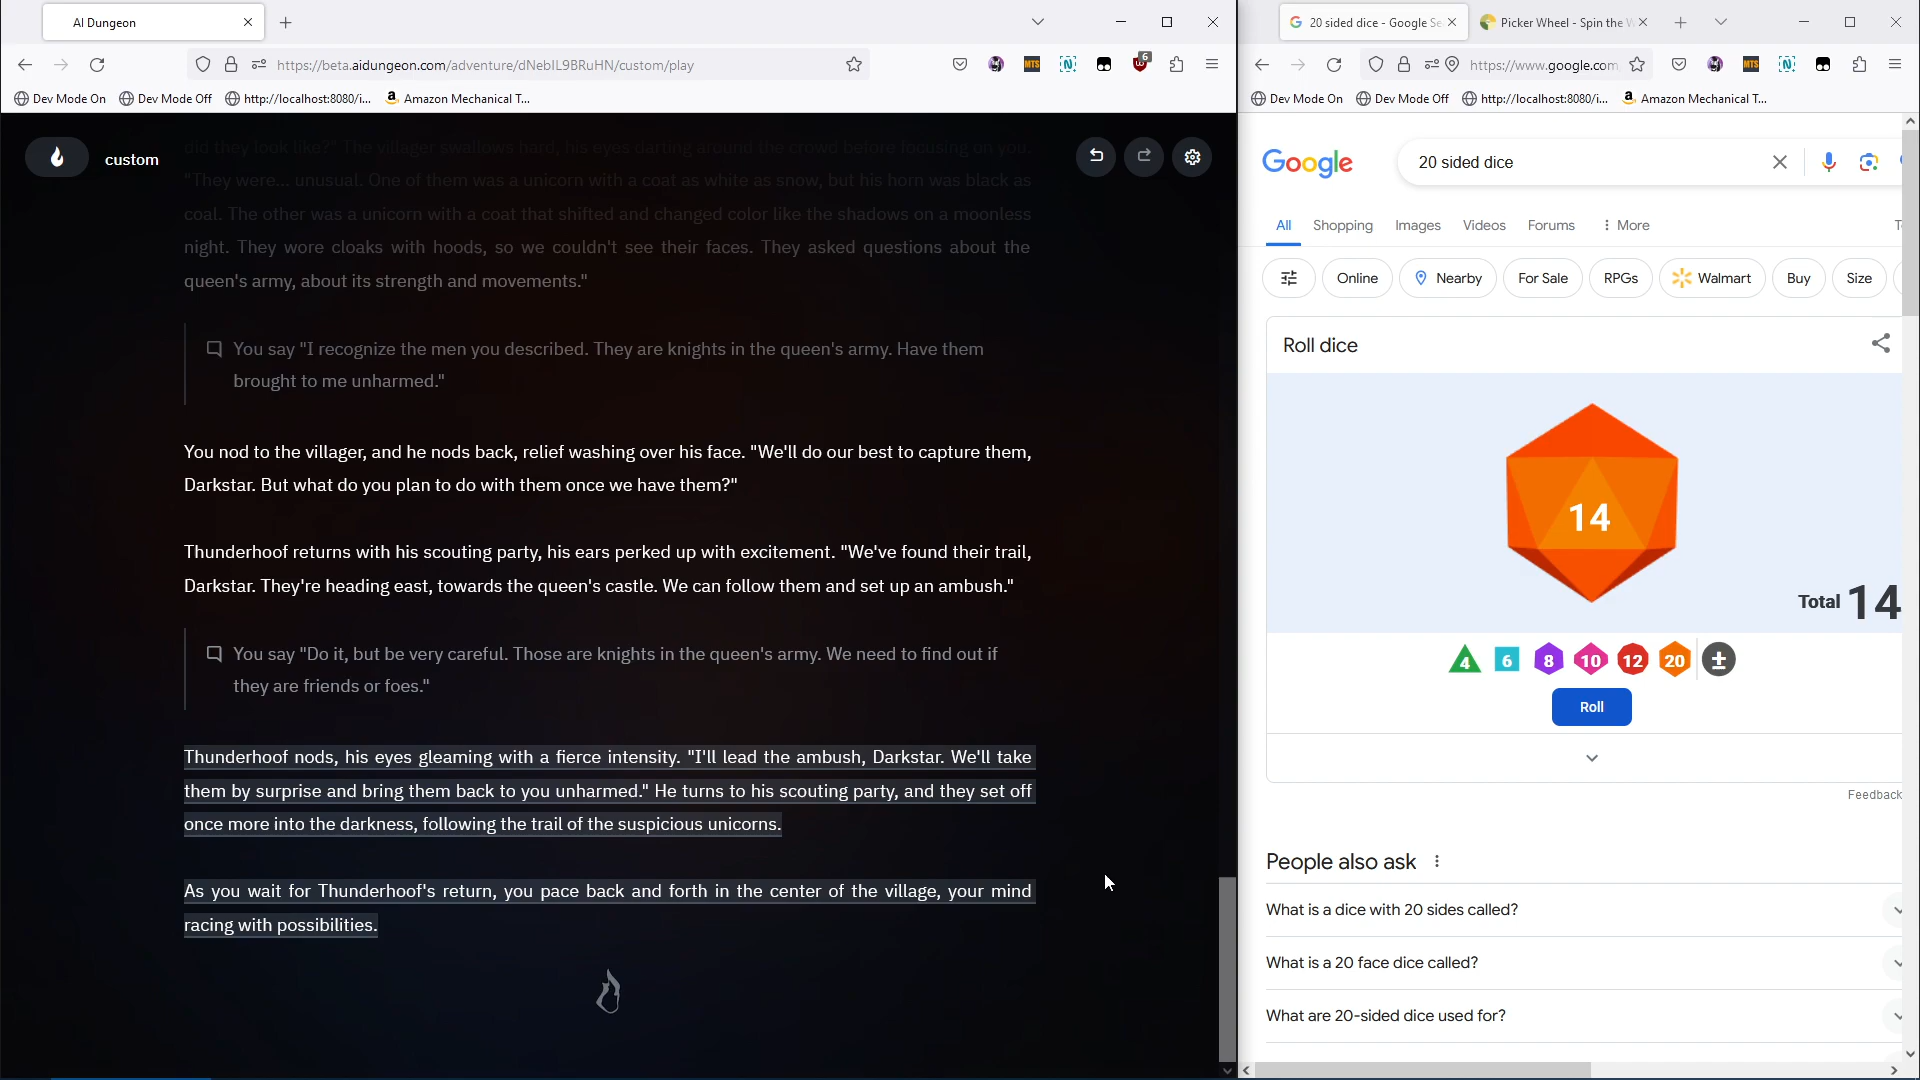 AI Dungeon
https://beta.aidungeon.com/adventure/dNebIL9BRuHN/custom/play
6
MTS
Dev Mode On
Dev Mode Off
http://localhost:8080/i...
Amazon Mechanical T...
custom
did they look like?" The villager swallows hard, his eyes darting around the crowd before focusing on you.
"They were... unusual. One of them was a unicorn with a coat as white as snow, but his horn was black as
coal. The other was a unicorn with a coat that shifted and changed color like the shadows on a moonless
night. They wore cloaks with hoods, so we couldn't see their faces. They asked questions about the
queen's army, about its strength and movements."
You say "I recognize the men you described. They are knights in the queen's army. Have them
brought to me unharmed."
You nod to the villager, and he nods back, relief washing over his face. "We'll do our best to capture them,
Darkstar. But what do you plan to do with them once we have them?"
Thunderhoof returns with his scouting party, his ears perked up with excitement. "We've found their trail,
Darkstar. They're heading east, towards the queen's castle. We can follow them and set up an ambush."
You say "Do it, but be very careful. Those are knights in the queen's army. We need to find out if
they are friends or foes."
Thunderhoof nods, his eyes gleaming with a fierce intensity. "I'll lead the ambush, Darkstar. We'll take
them by surprise and bring them back to you unharmed." He turns to his scouting party, and they set off
once more into the darkness, following the trail of the suspicious unicorns.
As you wait for Thunderhoof's return, you pace back and forth in the center of the village, your mind
racing with possibilities.
20 sided dice - Google Se
Picker Wheel - Spin the W
https://www.google.com
MTS
Dev Mode On
Dev Mode Off
http://localhost:8080/i...
Amazon Mechanical T...
Google
20 sided dice
All
Shopping
Images
Videos
Forums
More
Online
Nearby
For Sale
RPGs
Walmart
Buy
Size
Roll dice
14
Total 14
4
6
8
10
12
20
±
Roll
Feedback
People also ask
What is a dice with 20 sides called?
What is a 20 face dice called?
What are 20-sided dice used for?